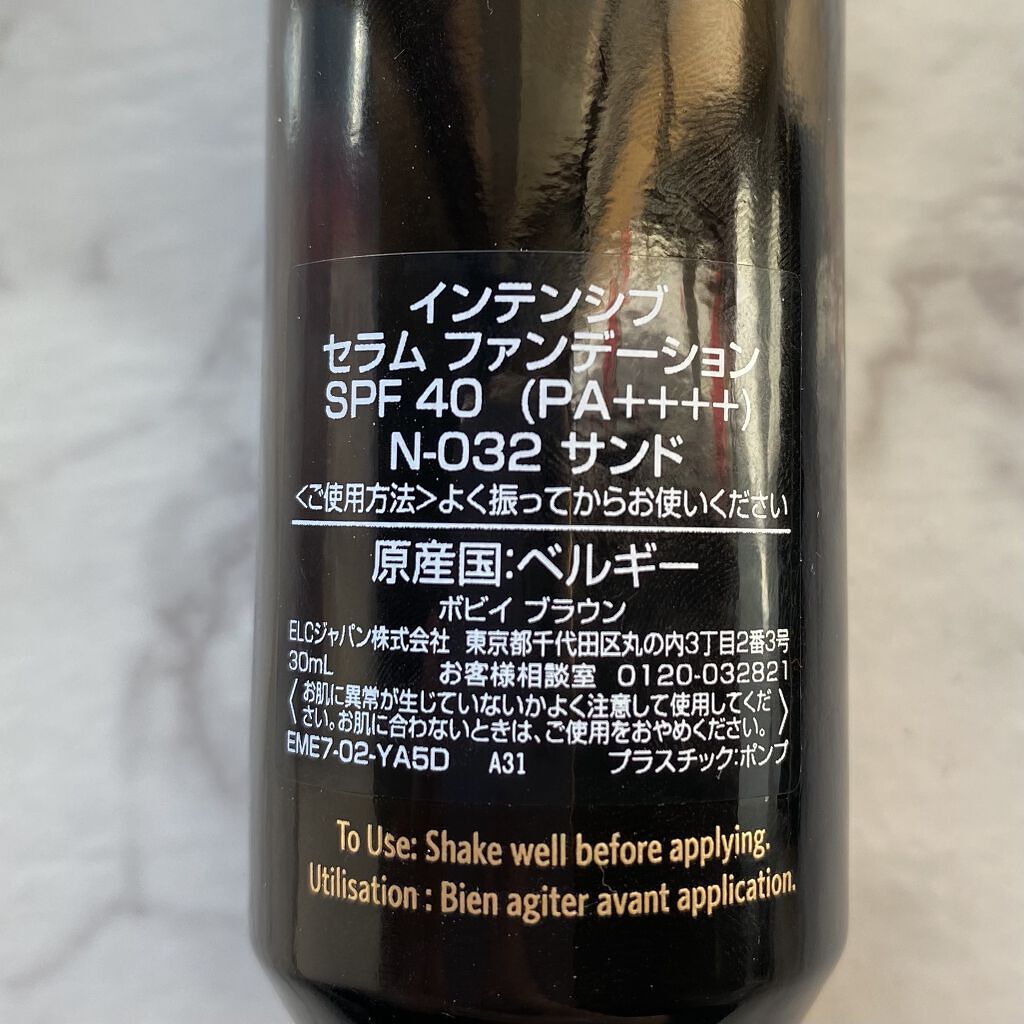 インテンシブ
セラム ファンデーション
SPF 40 (PA++++)
N-032 サンド
<ご使用方法>よく振ってからお使いください
原産国:ベルギー
ボビイ ブラウン
ELCジャパン株式会社 東京都千代田区丸の内3丁目2番3号
30mL お客様相談室 0120-032821
〈お肌に異常が生じていないかよく注意して使用してくだ
さい。お肌に合わないときは、ご使用をおやめください。〉
EME7-02-YA5D A31 プラスチック:ポンプ
To Use: Shake well before applying.
Utilisation : Bien agiter avant application.